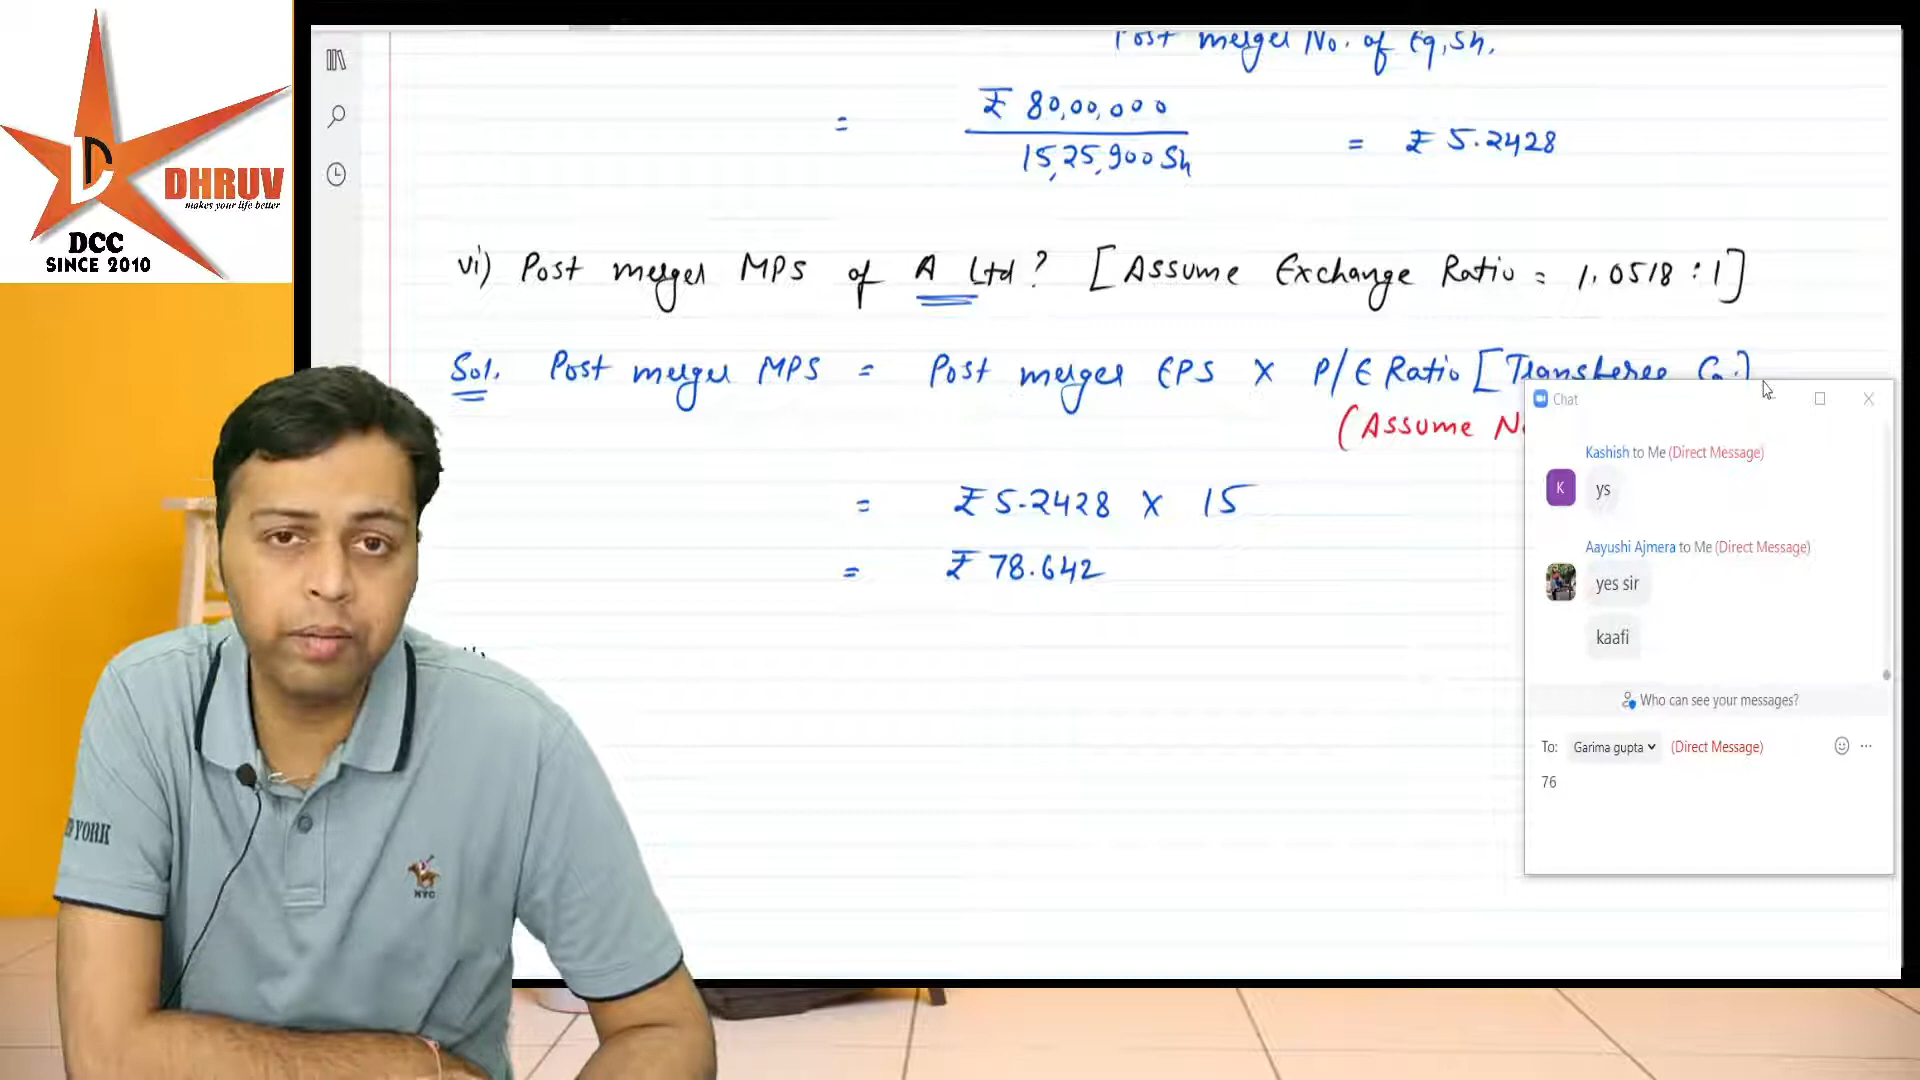 DHRUV
makes your life better
DCC
SINCE 2010
Post merger No. of Eq. Sh.
= ₹ 80,00,000 / 15,25,900 Sh = ₹ 5.2428
vi) Post merger MPS of A Ltd? [Assume Exchange Ratio = 1.0518 : 1]
Sol. Post merger MPS = Post merger EPS × P/E Ratio [Transferee Co.]
(Assume
= ₹ 5.2428 × 15
= ₹ 78.642
Chat
Kashish to Me (Direct Message)
K
ys
Aayushi Ajmera to Me (Direct Message)
yes sir
kaafi
Who can see your messages?
To: Garima gupta (Direct Message)
76
YORK
NYC